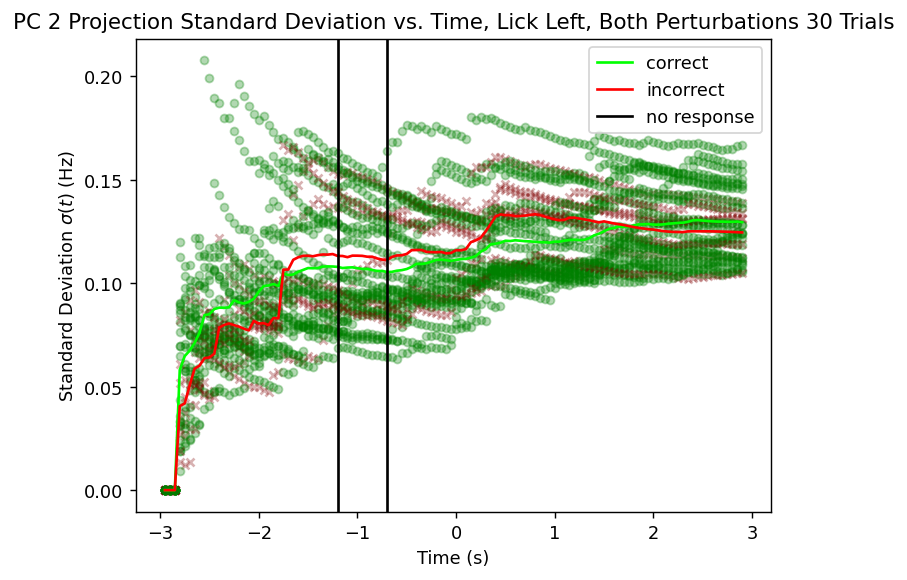 PC 2 Projection Standard Deviation vs. Time, Lick Left, Both Perturbations 30 Trials
correct
incorrect
no response
Standard Deviation σ(t) (Hz)
0.20
0.15
0.10
0.05
0.00
−3
−2
−1
0
1
2
3
Time (s)